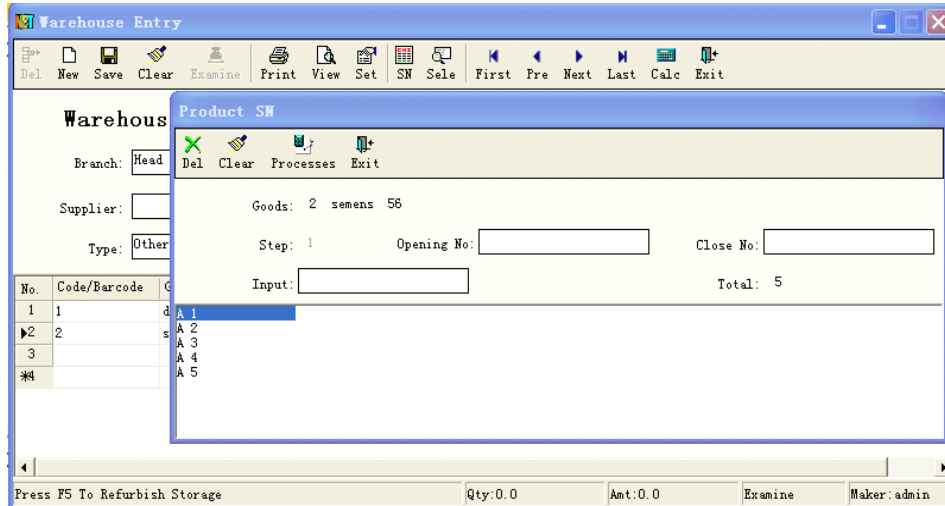 Warehouse Entry
Del New Save Clear Examine Print View Set SN Sele First Pre Next Last Calc Exit
Warehous
Product SN
Del Clear Processes Exit
Branch: Head
Goods: 2 semens 56
Supplier:
Step: 1 Opening No: Close No:
Type: Other
Input: Total: 5
No. Code/Barcode G
1 1 d
2 2 s
3
*4
A 1
A 2
A 3
A 4
A 5
Press F5 To Refurbish Storage Qty:0.0 Amt:0.0 Examine Maker:admin